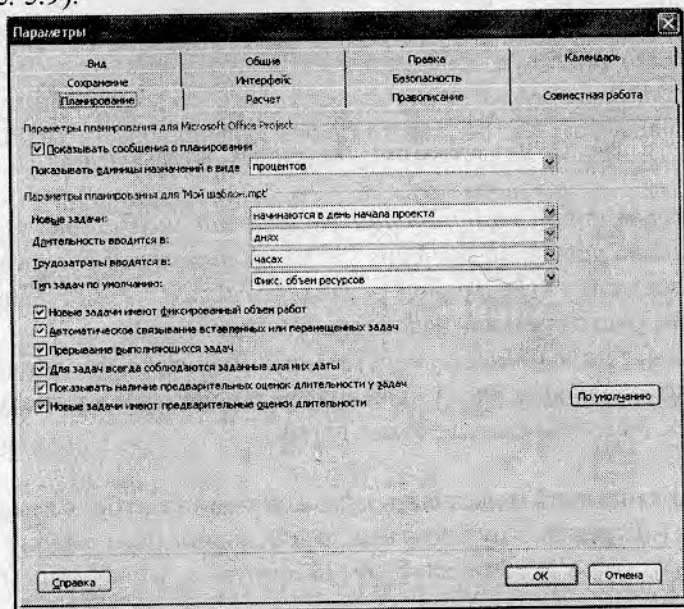 . 3.9).
Параметры
Вид Общие Правка Календарь
Сохранение Интерфейс Безопасность
Планирование Расчет Правописание Совместная работа
Параметры планирования для Microsoft Office Project
Показывать сообщения о планировании
Показывать единицы назначений в виде процентов
Параметры планирования для 'Мой шаблон.mpt'
Новые задачи: начинаются в день начала проекта
Длительность вводится в: днях
Трудозатраты вводятся в: часах
Тип задач по умолчанию: Фикс. объем ресурсов
Новые задачи имеют фиксированный объем работ
Автоматическое связывание вставленных или перемещенных задач
Прерывание выполняющихся задач
Для задач всегда соблюдаются заданные для них даты
Показывать наличие предварительных оценок длительности у задач
Новые задачи имеют предварительные оценки длительности
По умолчанию
Справка ОК Отмена